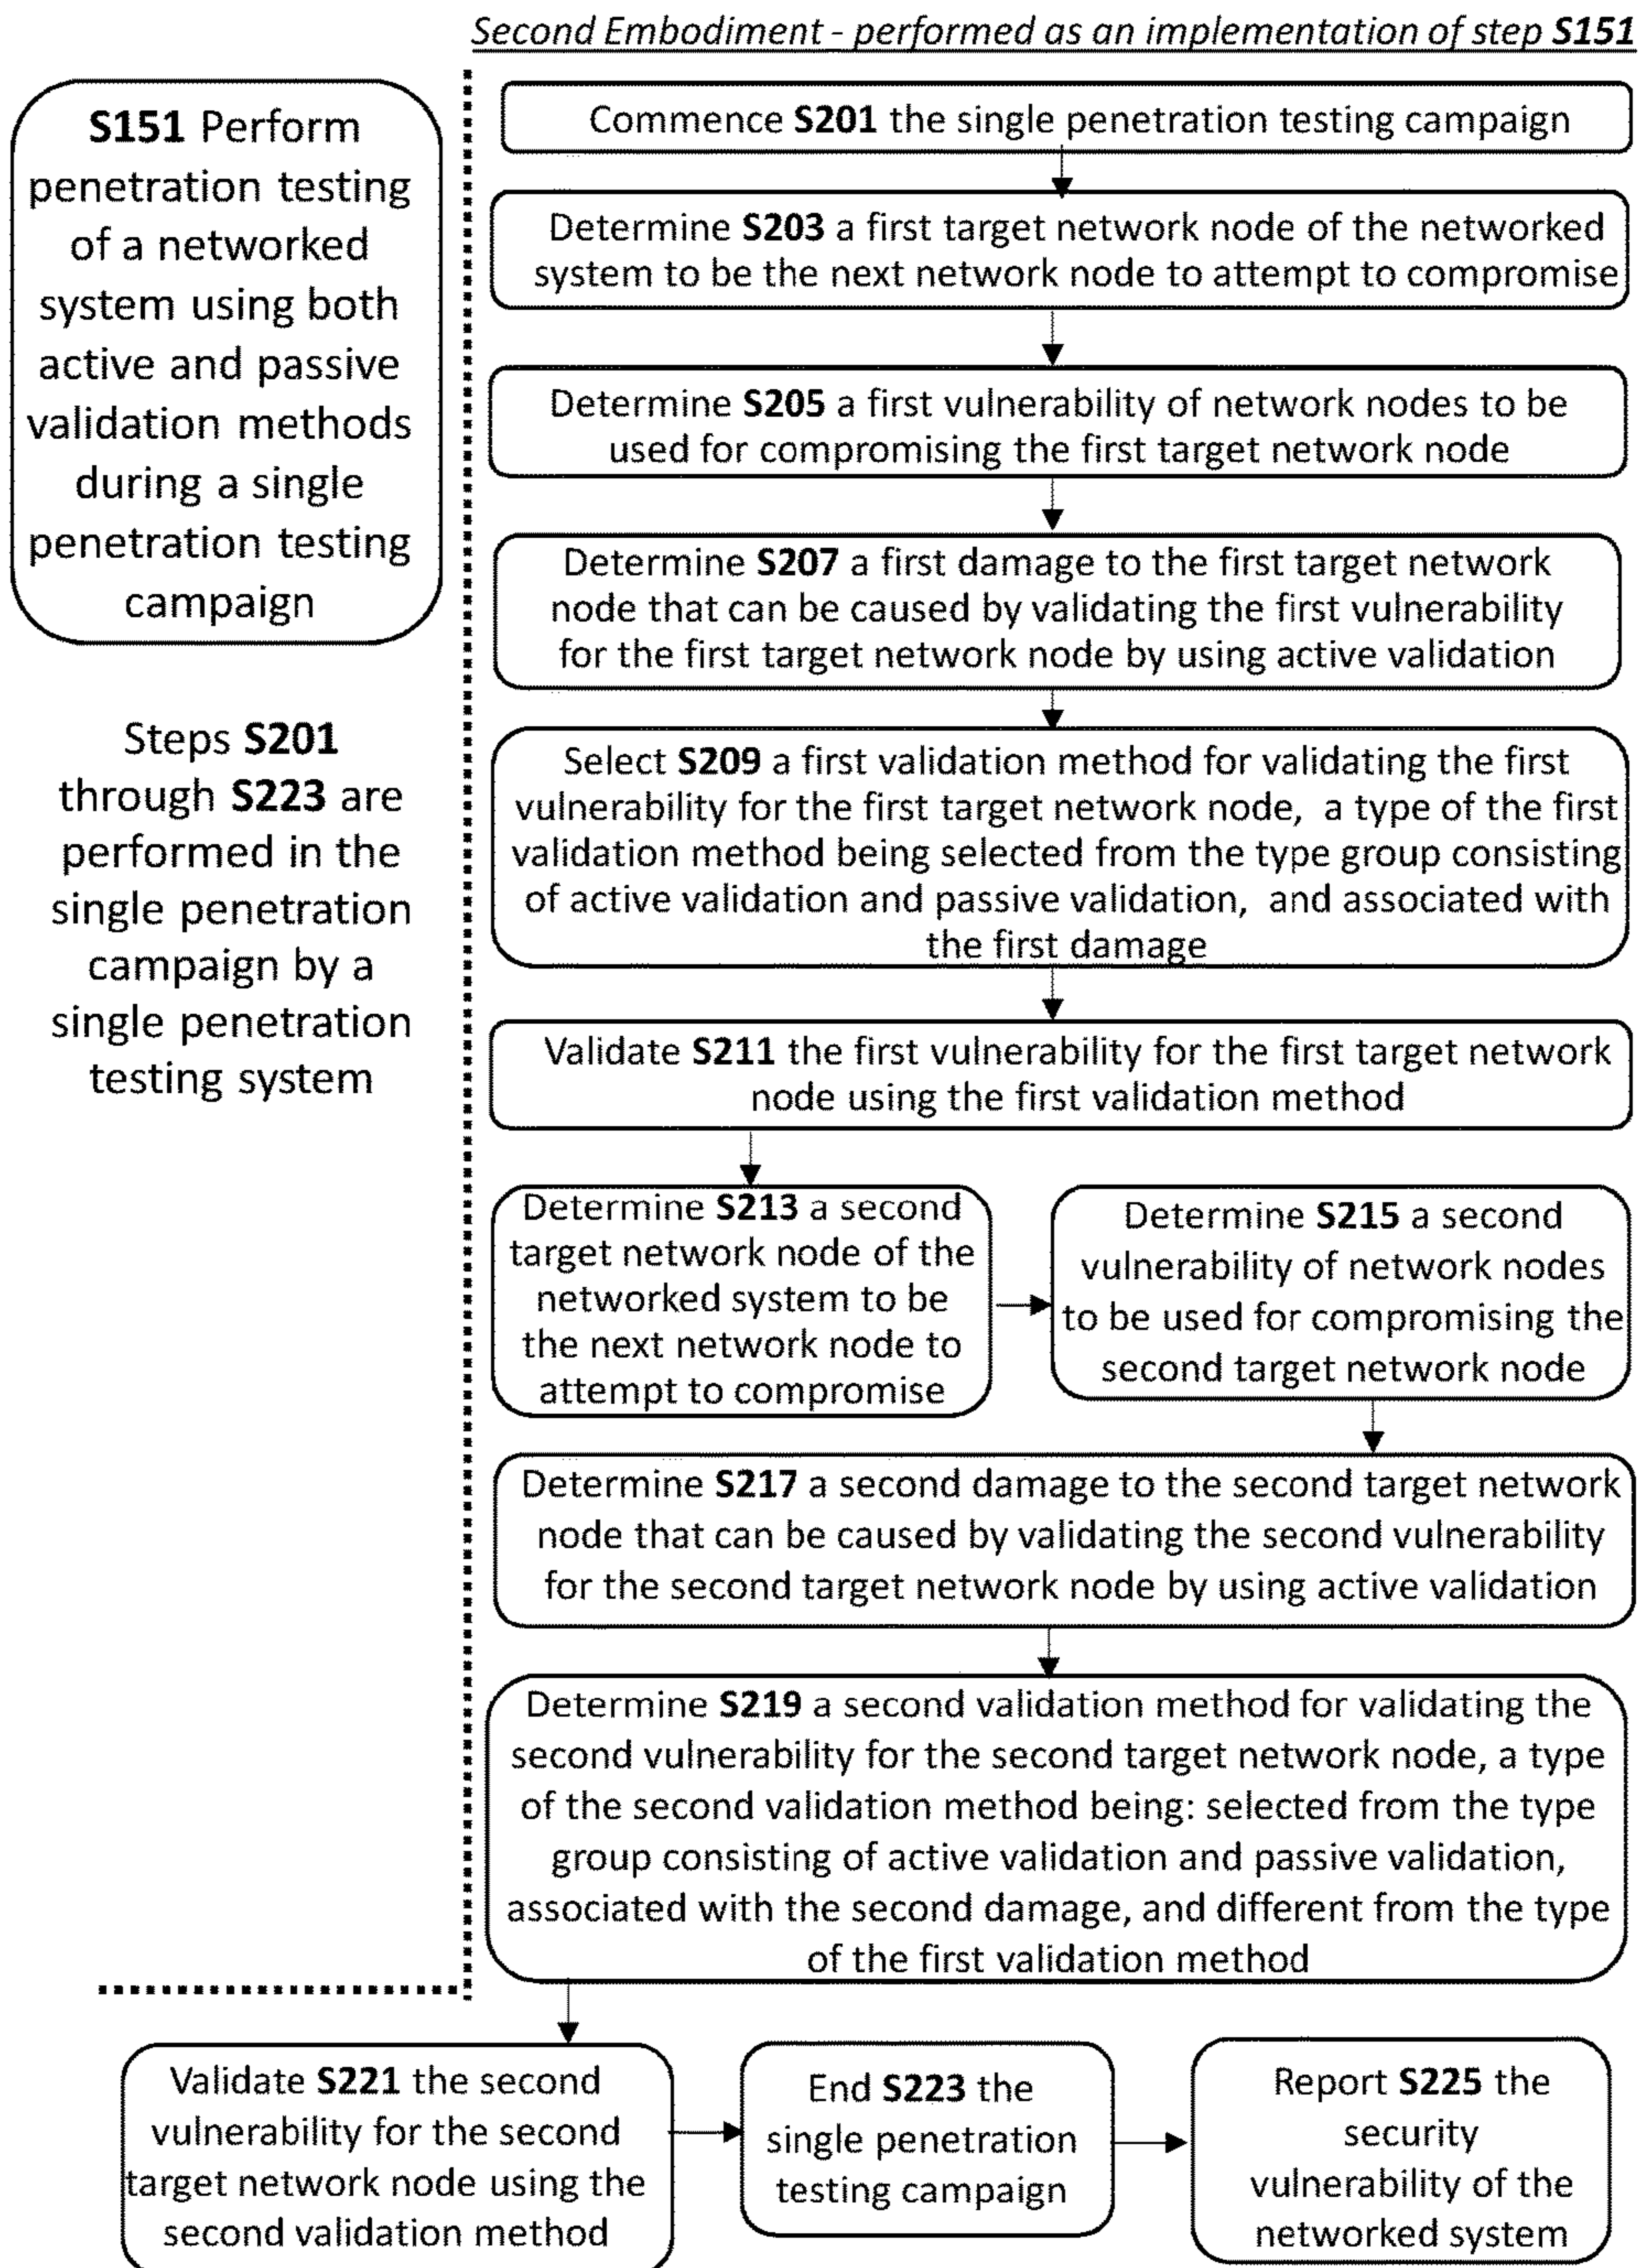 Second Embodiment - performed as an implementation of step S151
S151 Perform
penetration testing
of a networked
system using both
active and passive
validation methods
during a single
penetration testing
campaign
Steps S201
through S223 are
performed in the
single penetration
campaign by a
single penetration
testing system
Commence S201 the single penetration testing campaign
Determine S203 a first target network node of the networked
system to be the next network node to attempt to compromise
Determine S205 a first vulnerability of network nodes to be
used for compromising the first target network node
Determine S207 a first damage to the first target network
node that can be caused by validating the first vulnerability
for the first target network node by using active validation
Select S209 a first validation method for validating the first
vulnerability for the first target network node, a type of the first
validation method being selected from the type group consisting
of active validation and passive validation, and associated with
the first damage
Validate S211 the first vulnerability for the first target network
node using the first validation method
Determine S213 a second
target network node of the
networked system to be
the next network node to
attempt to compromise
Determine S215 a second
vulnerability of network nodes
to be used for compromising the
second target network node
Determine S217 a second damage to the second target network
node that can be caused by validating the second vulnerability
for the second target network node by using active validation
Determine S219 a second validation method for validating the
second vulnerability for the second target network node, a type
of the second validation method being: selected from the type
group consisting of active validation and passive validation,
associated with the second damage, and different from the type
of the first validation method
Validate S221 the second
vulnerability for the second
target network node using the
second validation method
End S223 the
single penetration
testing campaign
Report S225 the
security
vulnerability of the
networked system